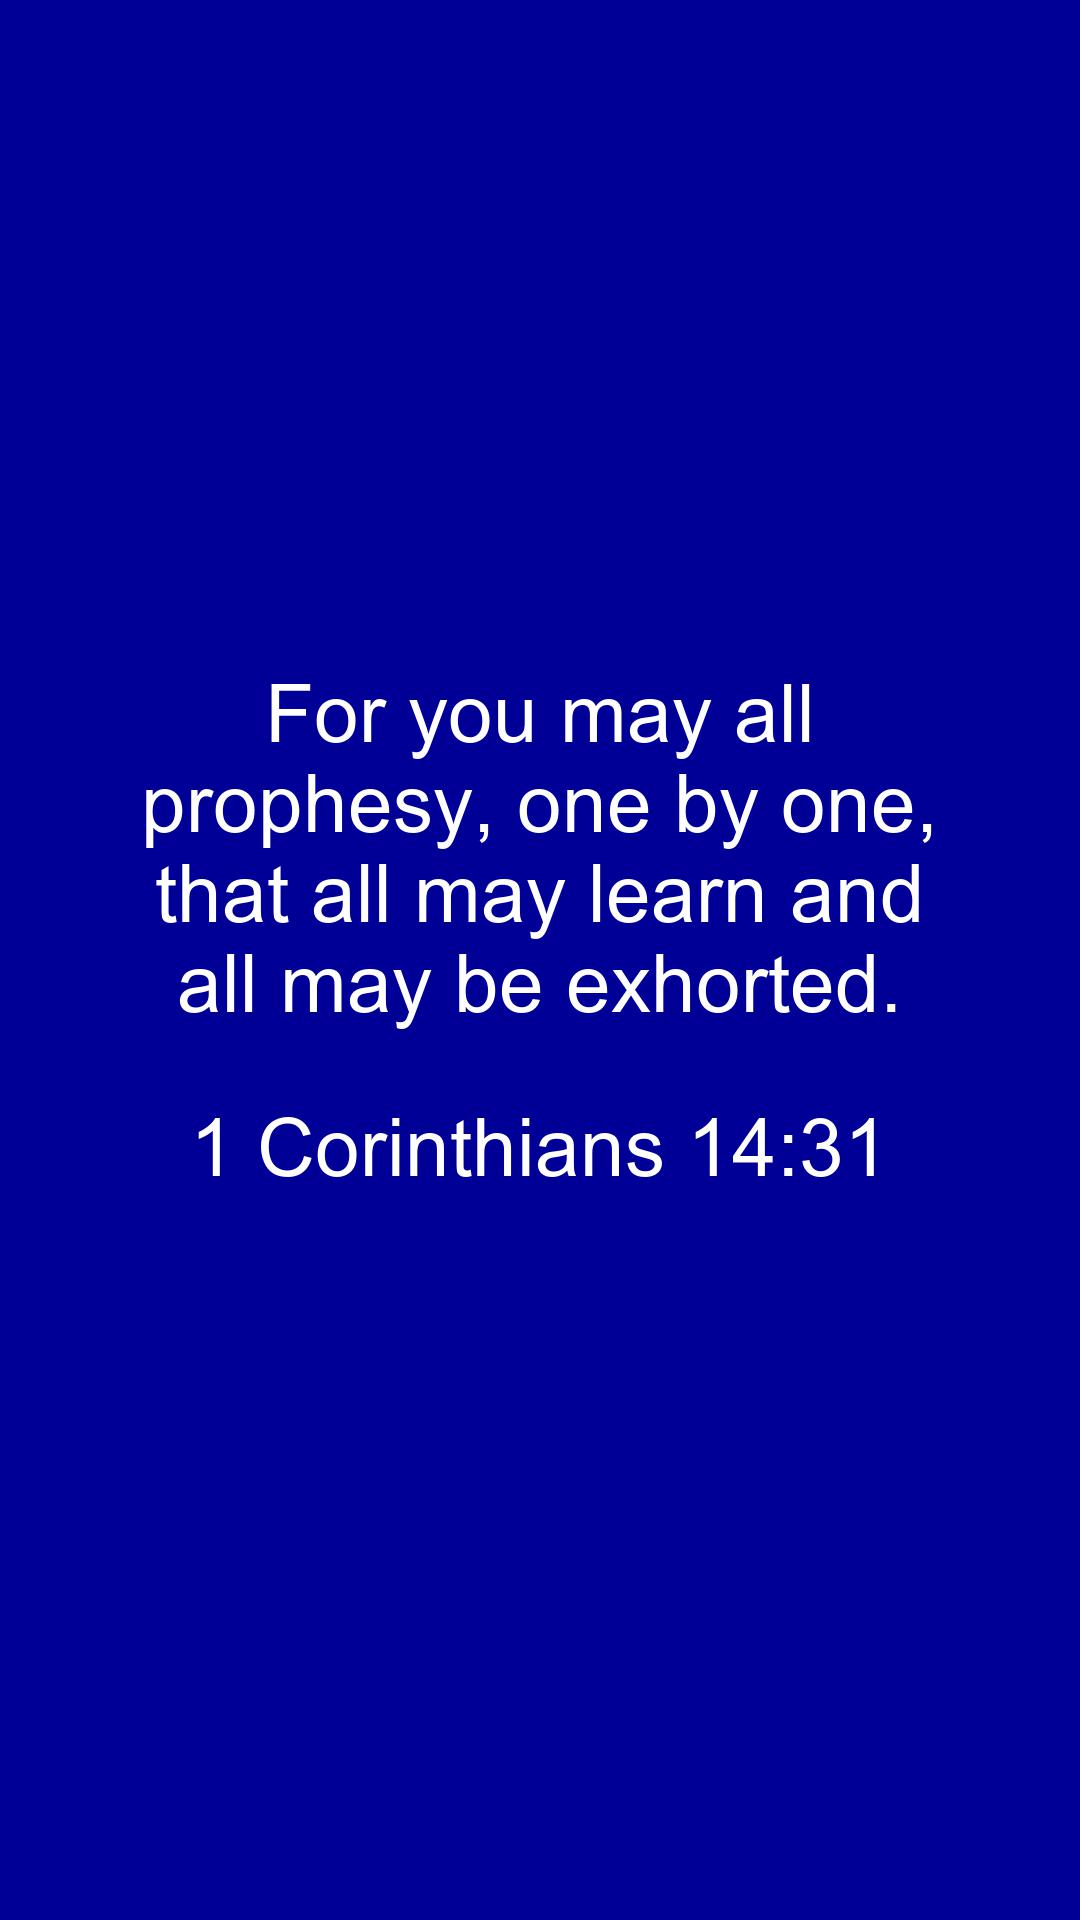 For you may all
prophesy, one by one,
that all may learn and
all may be exhorted.
1 Corinthians 14:31